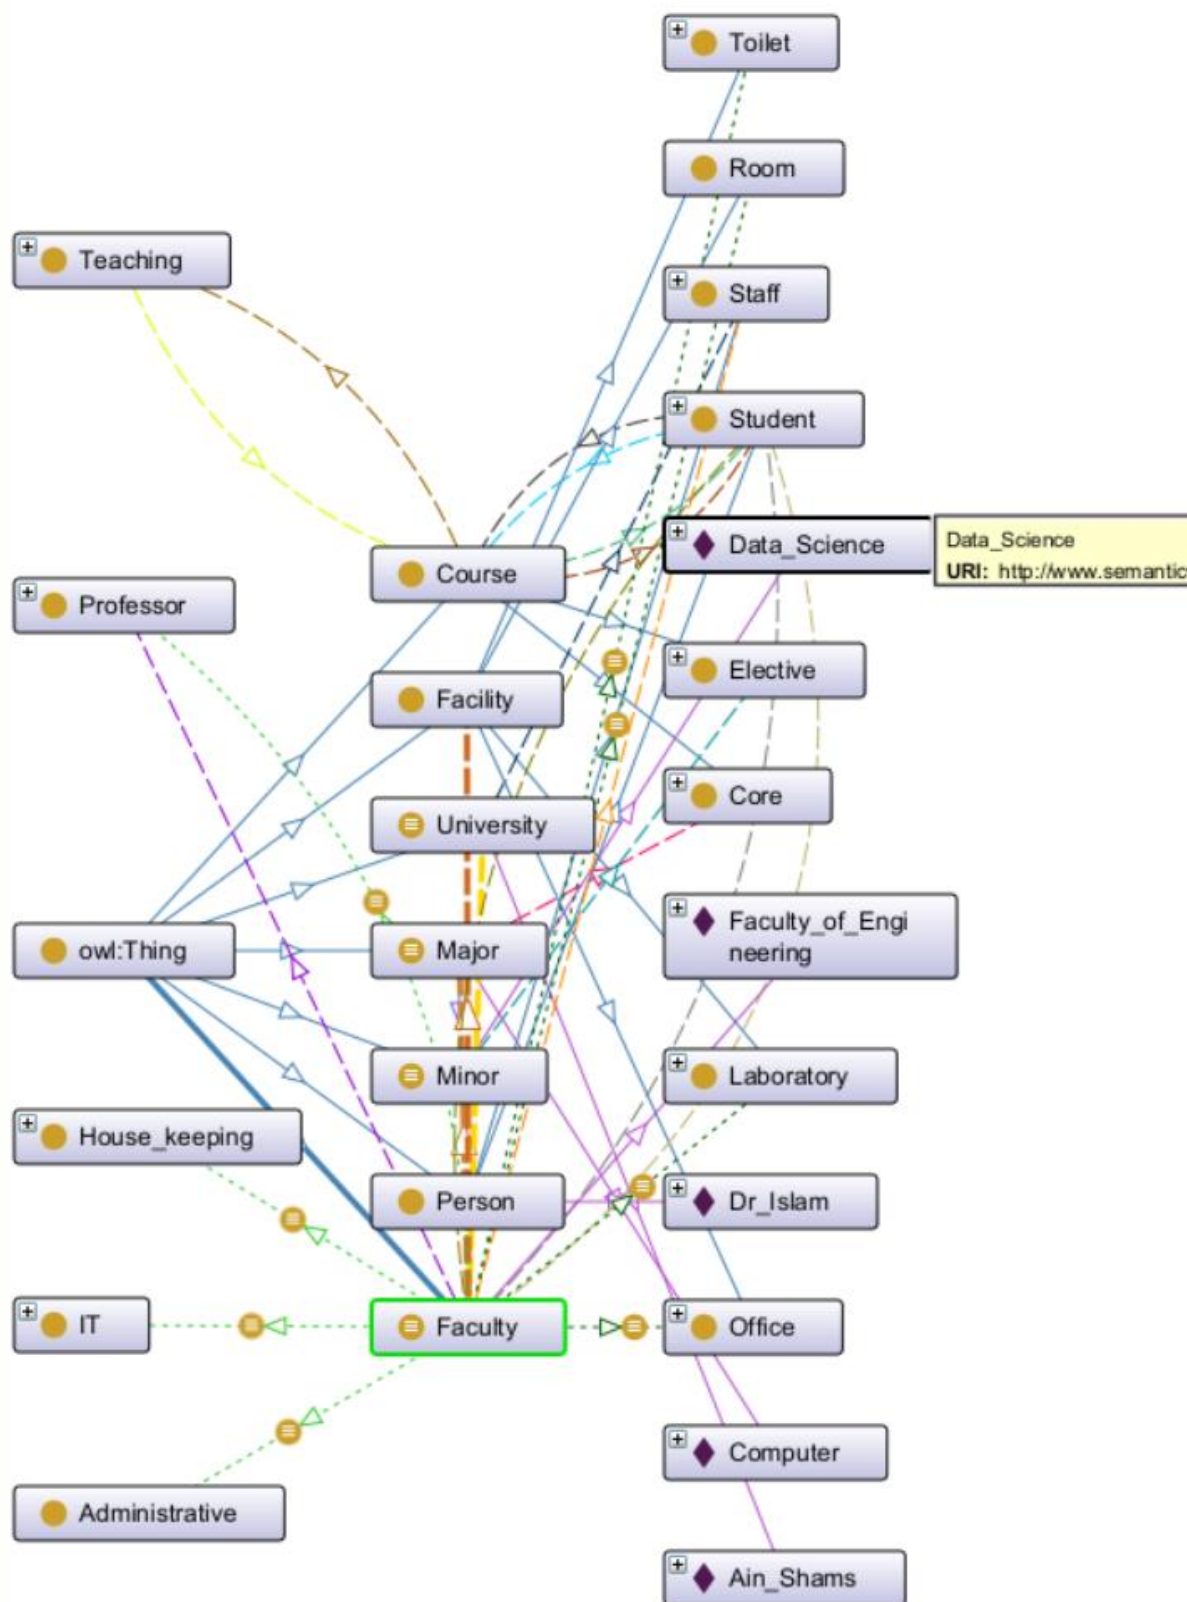 Toilet
Room
Staff
Student
Data_Science
Data_Science
URI: http://www.semantic
Elective
Core
Faculty_of_Engi
neering
Laboratory
Dr_Islam
Office
Computer
Ain_Shams
Course
Facility
University
Major
Minor
Person
Faculty
Teaching
Professor
owl:Thing
House_keeping
IT
Administrative